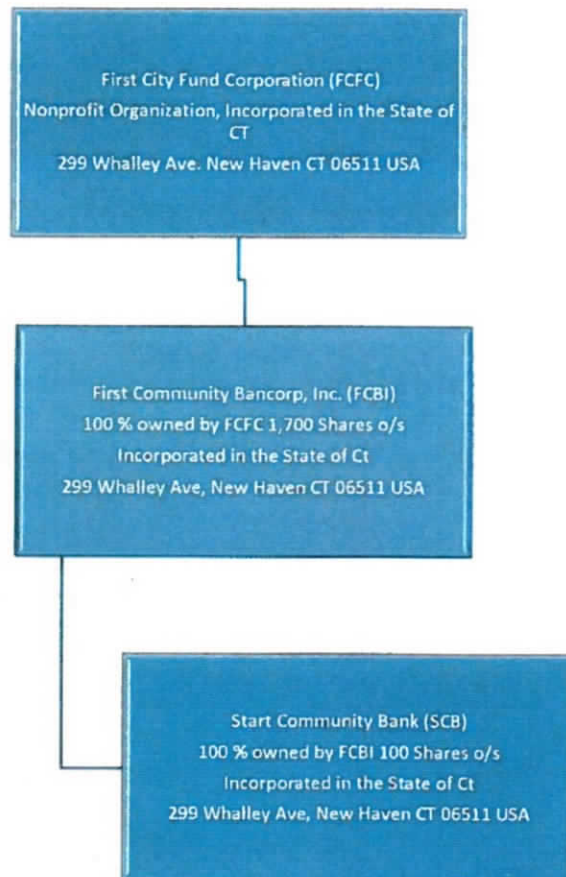 First City Fund Corporation (FCFC)
Nonprofit Organization, Incorporated in the State of
CT
299 Whalley Ave. New Haven CT 06511 USA
First Community Bancorp, Inc. (FCBI)
100 % owned by FCFC 1,700 Shares o/s
Incorporated in the State of Ct
299 Whalley Ave, New Haven CT 06511 USA
Start Community Bank (SCB)
100 % owned by FCBI 100 Shares o/s
Incorporated in the State of Ct
299 Whalley Ave, New Haven CT 06511 USA